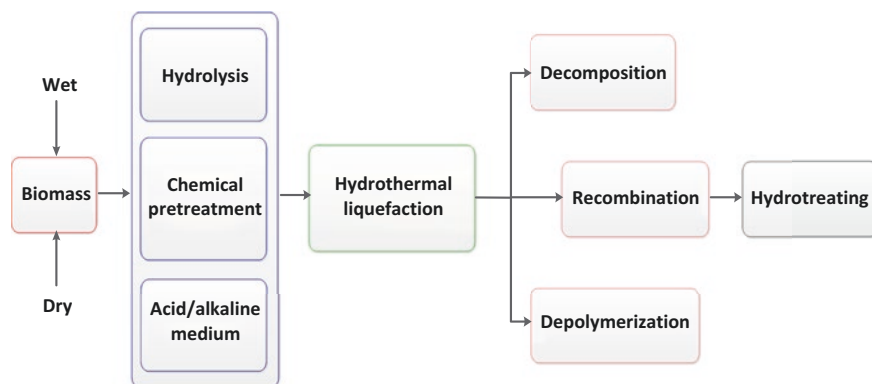 Wet
Biomass
Dry
Hydrolysis
Chemical
pretreatment
Acid/alkaline
medium
Hydrothermal
liquefaction
Decomposition
Recombination
Hydrotreating
Depolymerization